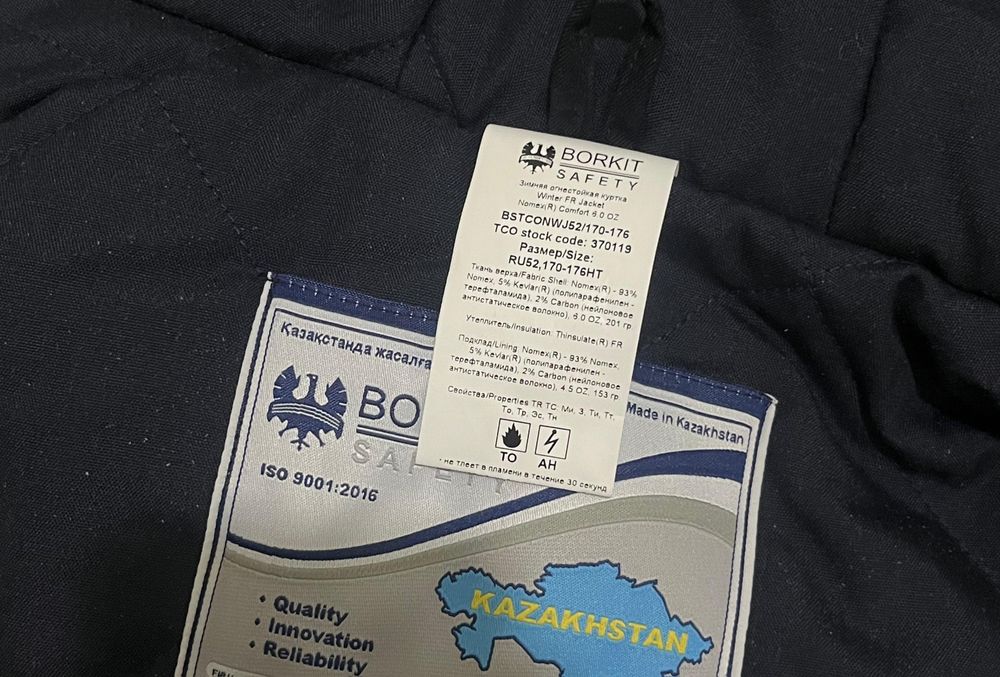 BORKIT
SAFETY
Зимняя огнестойкая куртка
Winter FR Jacket
Nomex(R) Comfort 6.0 OZ
BSTCONWJ52/170-176
TCO stock code: 370119
Размер/Size:
RU52,170-176HT
Ткань верха/Fabric Shell: Nomex(R) - 93%
Nomex, 5% Kevlar(R) (полипарафенилен -
терефталамида), 2% Carbon (нейлоновое
антистатическое волокно), 6.0 OZ, 201 гр
Утеплитель/Insulation: Thinsulate(R) FR
Подклад/Lining: Nomex(R) - 93% Nomex,
5% Kevlar(R) (полипарафенилен -
терефталамида), 2% Carbon (нейлоновое
антистатическое волокно), 4.5 OZ, 153 гр
Свойства/Properties TR TC: Ми, З, Ти, Тт,
То, Тр, Эс, Тн
ТО АН
- не тлеет в пламени в течение 30 секунд
Қазақстанда жасалға
Made in Kazakhstan
BO
SAFETY
ISO 9001:2016
• Quality
• Innovation
• Reliability
KAZAKHSTAN